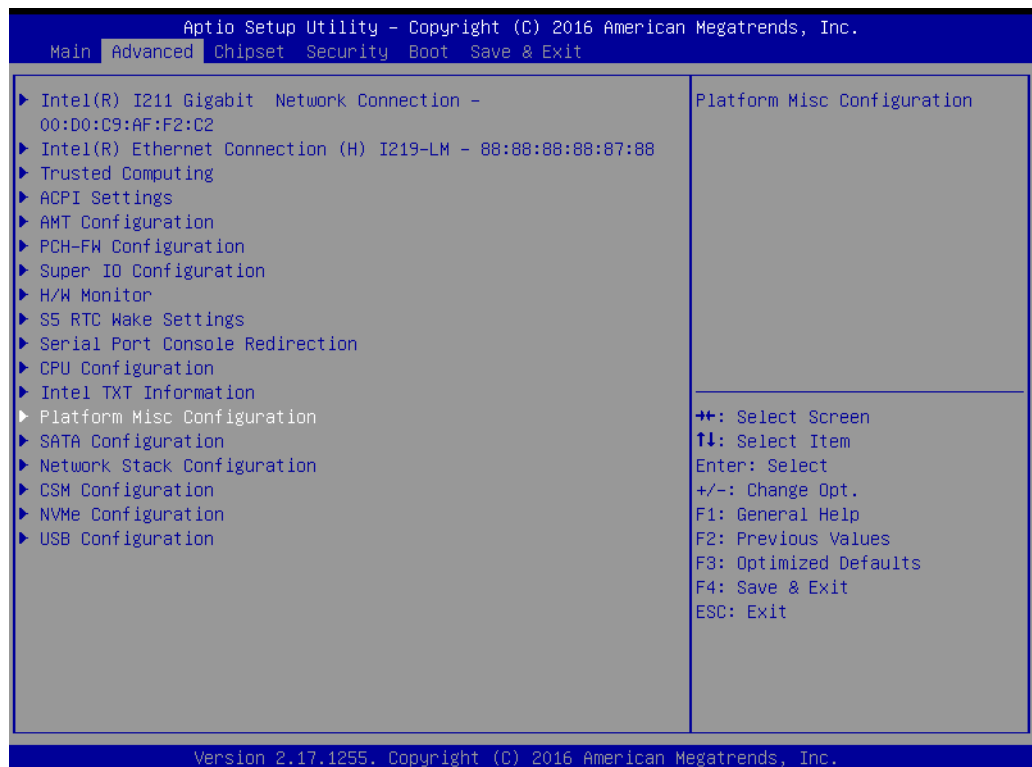 Aptio Setup Utility – Copyright (C) 2016 American Megatrends, Inc.
Main Advanced Chipset Security Boot Save & Exit
▶ Intel(R) I211 Gigabit  Network Connection –
00:D0:C9:AF:F2:C2
▶ Intel(R) Ethernet Connection (H) I219–LM – 88:88:88:88:87:88
▶ Trusted Computing
▶ ACPI Settings
▶ AMT Configuration
▶ PCH–FW Configuration
▶ Super IO Configuration
▶ H/W Monitor
▶ S5 RTC Wake Settings
▶ Serial Port Console Redirection
▶ CPU Configuration
▶ Intel TXT Information
▶ Platform Misc Configuration
▶ SATA Configuration
▶ Network Stack Configuration
▶ CSM Configuration
▶ NVMe Configuration
▶ USB Configuration
Platform Misc Configuration
→←: Select Screen
↑↓: Select Item
Enter: Select
+/–: Change Opt.
F1: General Help
F2: Previous Values
F3: Optimized Defaults
F4: Save & Exit
ESC: Exit
Version 2.17.1255. Copyright (C) 2016 American Megatrends, Inc.